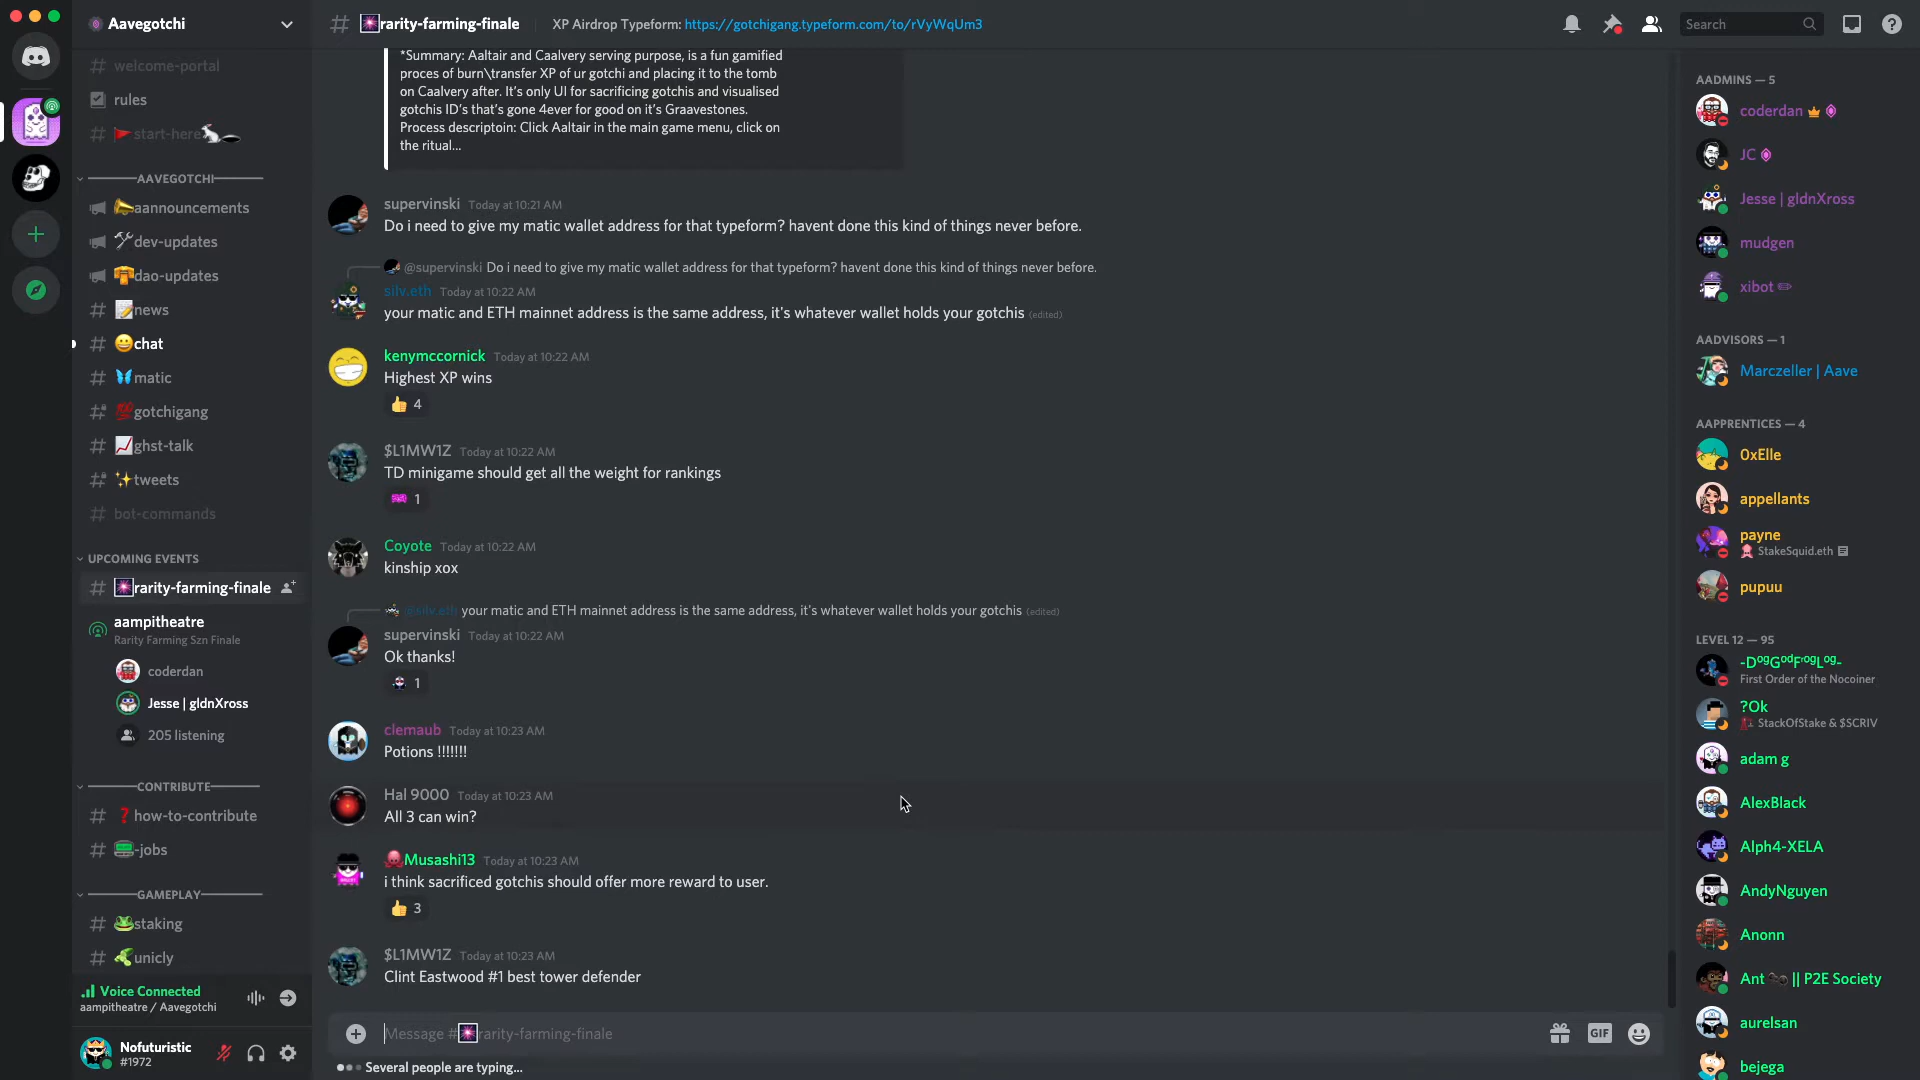 Aavegotchi
welcome-portal
rules
start-here
AAVEGOTCHI
aannouncements
dev-updates
dao-updates
news
chat
matic
gotchigang
ghst-talk
tweets
bot-commands
UPCOMING EVENTS
rarity-farming-finale
aampitheatre
Rarity Farming Szn Finale
coderdan
Jesse | gldnXross
205 listening
CONTRIBUTE
how-to-contribute
-jobs
GAMEPLAY
staking
unicly
Voice Connected
aampitheatre / Aavegotchi
Nofuturistic
#1972
rarity-farming-finale
XP Airdrop Typeform: https://gotchigang.typeform.com/to/rVyWqUm3
Search
*Summary: Aaltair and Caalvery serving purpose, is a fun gamified
proces of burn\transfer XP of ur gotchi and placing it to the tomb
on Caalvery after. It's only UI for sacrificing gotchis and visualised
gotchis ID's that's gone 4ever for good on it's Graavestones.
Process descriptoin: Click Aaltair in the main game menu, click on
the ritual...
supervinski Today at 10:21 AM
Do i need to give my matic wallet address for that typeform? havent done this kind of things never before.
@supervinski Do i need to give my matic wallet address for that typeform? havent done this kind of things never before.
silv.eth Today at 10:22 AM
your matic and ETH mainnet address is the same address, it's whatever wallet holds your gotchis (edited)
kenymccornick Today at 10:22 AM
Highest XP wins
4
$L1MW1Z Today at 10:22 AM
TD minigame should get all the weight for rankings
1
Coyote Today at 10:22 AM
kinship xox
@silv.eth your matic and ETH mainnet address is the same address, it's whatever wallet holds your gotchis (edited)
supervinski Today at 10:22 AM
Ok thanks!
1
clemaub Today at 10:23 AM
Potions !!!!!!!
Hal 9000 Today at 10:23 AM
All 3 can win?
Musashi13 Today at 10:23 AM
i think sacrificed gotchis should offer more reward to user.
3
$L1MW1Z Today at 10:23 AM
Clint Eastwood #1 best tower defender
Message #rarity-farming-finale
GIF
Several people are typing...
AADMINS — 5
coderdan
JC
Jesse | gldnXross
mudgen
xibot
AADVISORS — 1
Marczeller | Aave
AAPRENTICES — 4
0xElle
appellants
payne
StakeSquid.eth
pupuu
LEVEL 12 — 95
-DᵒᵍGᵒᵈFʳᵒᵍLᵒᵍ-
First Order of the Nocoiner
?Ok
StackOfStake & $SCRIV
adam g
AlexBlack
Alph4-XELA
AndyNguyen
Anonn
Ant || P2E Society
aurelsan
bejega